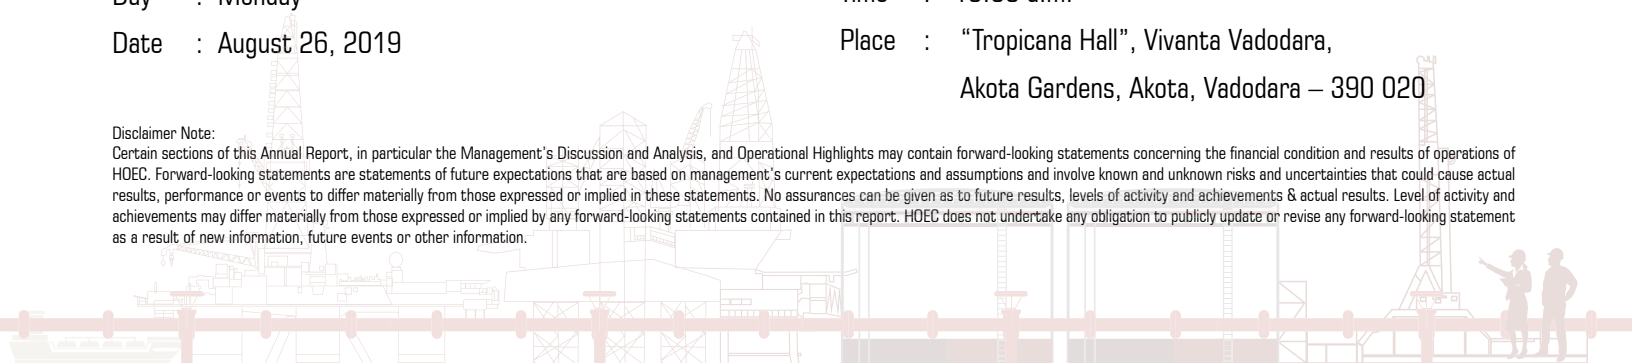 Day : Monday
Date : August 26, 2019
Place : “Tropicana Hall”, Vivanta Vadodara,
Akota Gardens, Akota, Vadodara – 390 020
Disclaimer Note:
Certain sections of this Annual Report, in particular the Management's Discussion and Analysis, and Operational Highlights may contain forward-looking statements concerning the financial condition and results of operations of
HOEC. Forward-looking statements are statements of future expectations that are based on management's current expectations and assumptions and involve known and unknown risks and uncertainties that could cause actual
results, performance or events to differ materially from those expressed or implied in these statements. No assurances can be given as to future results, levels of activity and achievements & actual results. Level of activity and
achievements may differ materially from those expressed or implied by any forward-looking statements contained in this report. HOEC does not undertake any obligation to publicly update or revise any forward-looking statement
as a result of new information, future events or other information.